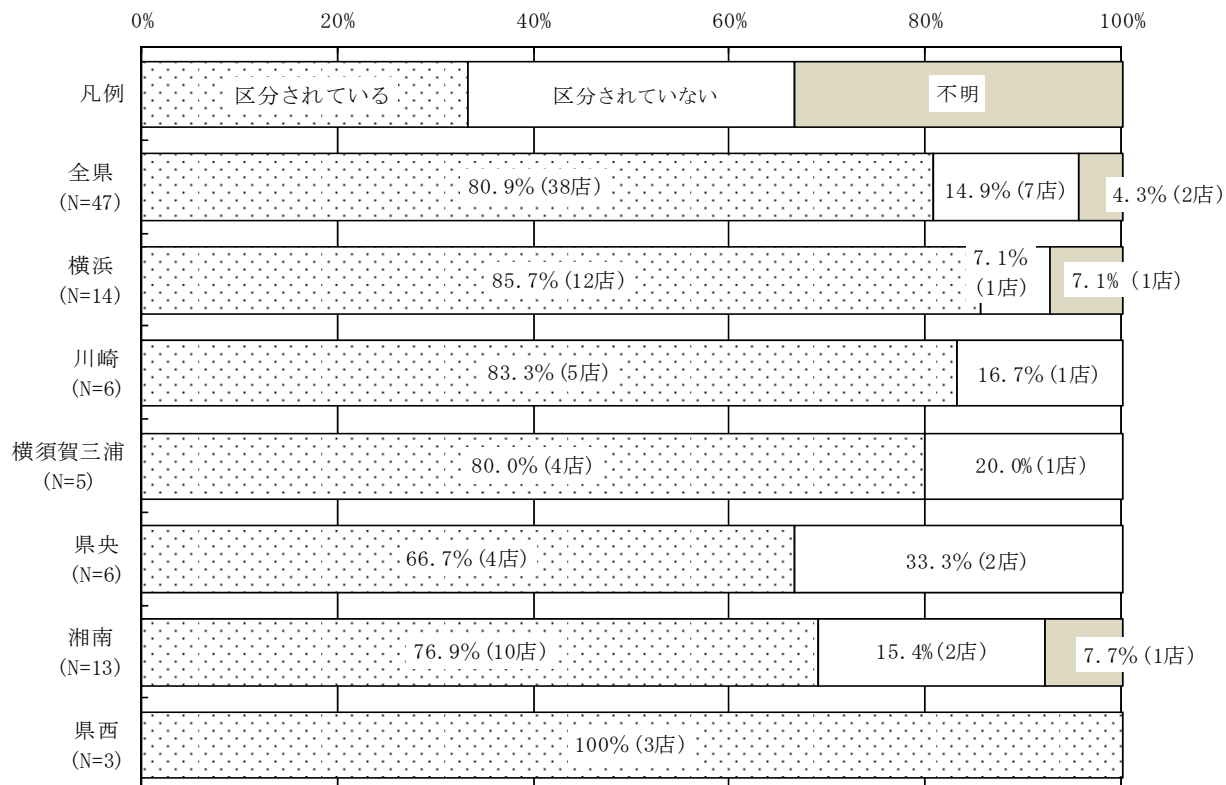 0% 20% 40% 60% 80% 100%
凡例 区分されている 区分されていない 不明
全県
(N=47)
80.9%(38店) 14.9%(7店) 4.3%(2店)
横浜
(N=14)
85.7%(12店) 7.1%
(1店) 7.1% (1店)
川崎
(N=6)
83.3%(5店) 16.7%(1店)
横須賀三浦
(N=5)
80.0%(4店) 20.0%(1店)
県央
(N=6)
66.7%(4店) 33.3%(2店)
湘南
(N=13)
76.9%(10店) 15.4%(2店) 7.7%(1店)
県西
(N=3)
100%(3店)